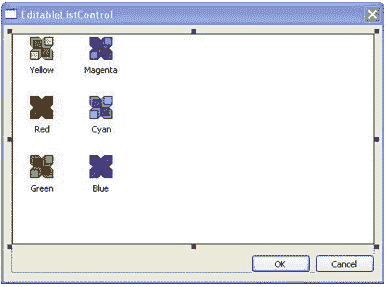 EditableListControl
Yellow Magenta
Red Cyan
Green Blue
OK Cancel